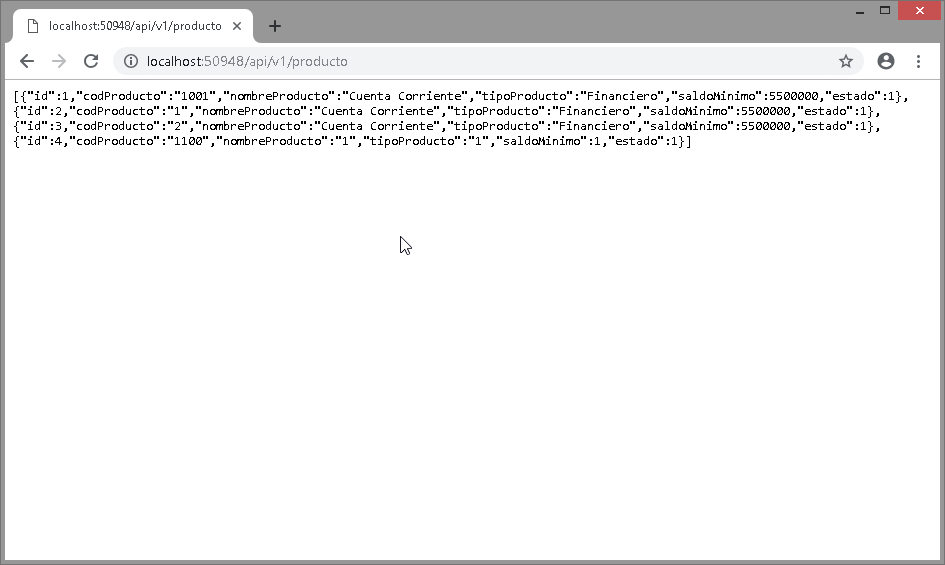 localhost:50948/api/v1/producto
localhost:50948/api/v1/producto
[{"id":1,"codProducto":"1001","nombreProducto":"Cuenta Corriente","tipoProducto":"Financiero","saldoMinimo":5500000,"estado":1},
{"id":2,"codProducto":"1","nombreProducto":"Cuenta Corriente","tipoProducto":"Financiero","saldoMinimo":5500000,"estado":1},
{"id":3,"codProducto":"2","nombreProducto":"Cuenta Corriente","tipoProducto":"Financiero","saldoMinimo":5500000,"estado":1},
{"id":4,"codProducto":"1100","nombreProducto":"1","tipoProducto":"1","saldoMinimo":1,"estado":1}]